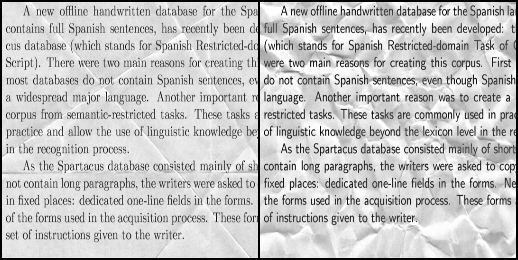 A new offline handwritten database for the Spa
contains full Spanish sentences, has recently been de
cus database (which stands for Spanish Restricted-do
Script). There were two main reasons for creating th
most databases do not contain Spanish sentences, ev
a widespread major language. Another important r
corpus from semantic-restricted tasks. These tasks a
practice and allow the use of linguistic knowledge be
in the recognition process.
As the Spartacus database consisted mainly of sh
not contain long paragraphs, the writers were asked to
in fixed places: dedicated one-line fields in the forms.
of the forms used in the acquisition process. These for
set of instructions given to the writer.
A new offline handwritten database for the Spanish la
full Spanish sentences, has recently been developed: t
(which stands for Spanish Restricted-domain Task of C
were two main reasons for creating this corpus. First
do not contain Spanish sentences, even though Spanish
language. Another important reason was to create a
restricted tasks. These tasks are commonly used in prac
of linguistic knowledge beyond the lexicon level in the re
As the Spartacus database consisted mainly of short
contain long paragraphs, the writers were asked to cop
fixed places: dedicated one-line fields in the forms. Ne
the forms used in the acquisition process. These forms
of instructions given to the writer.